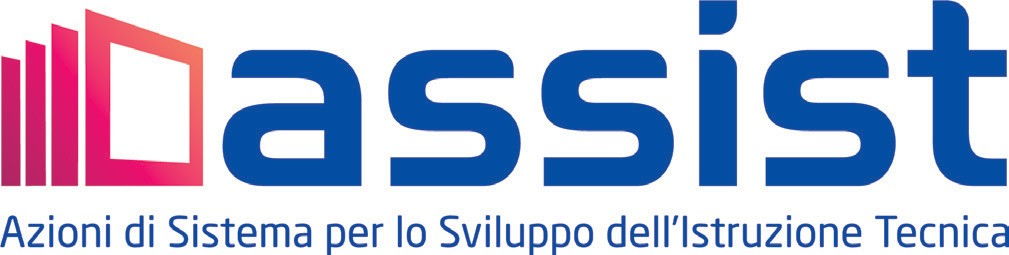 assist
Azioni di Sistema per lo Sviluppo dell'Istruzione Tecnica